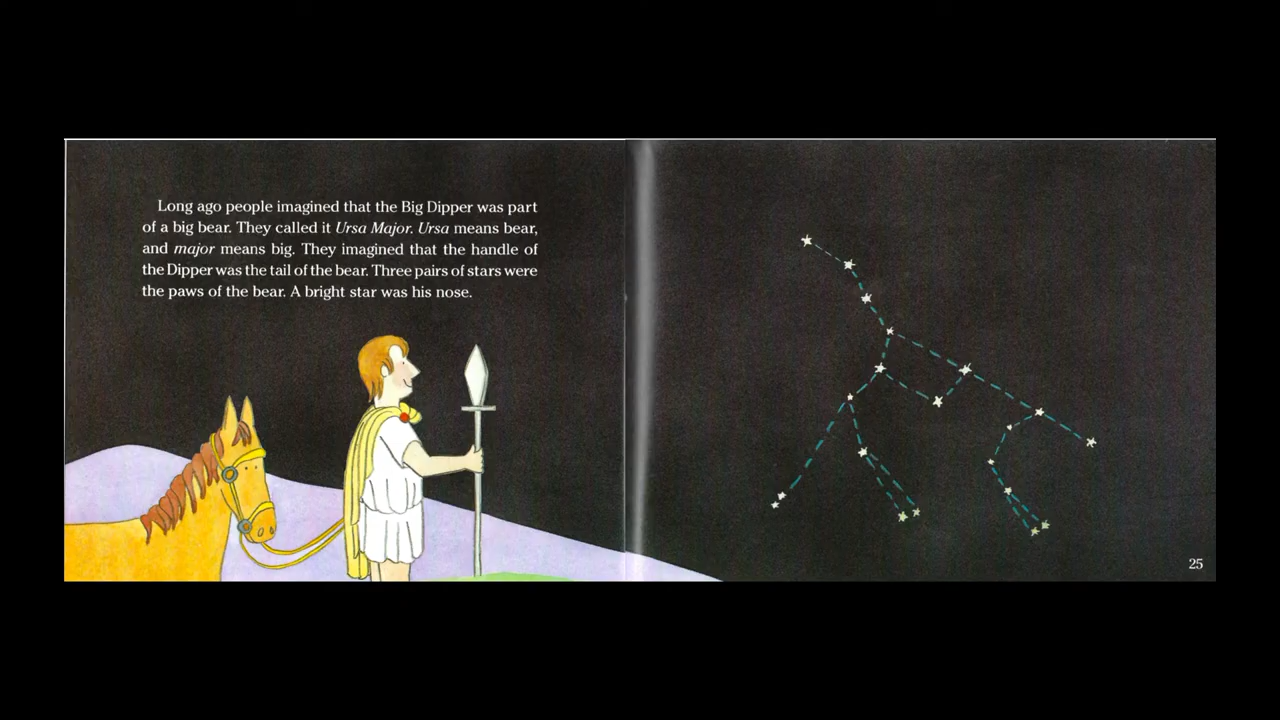 Long ago people imagined that the Big Dipper was part
of a big bear. They called it Ursa Major. Ursa means bear,
and major means big. They imagined that the handle of
the Dipper was the tail of the bear. Three pairs of stars were
the paws of the bear. A bright star was his nose.
25